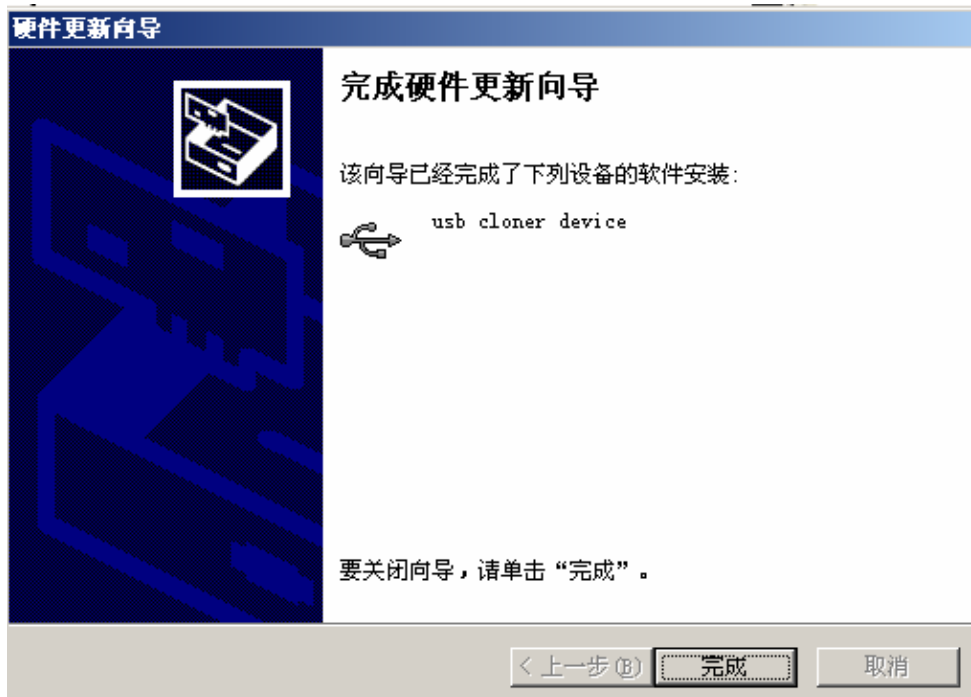 硬件更新向导
完成硬件更新向导
该向导已经完成了下列设备的软件安装:
usb cloner device
要关闭向导，请单击“完成”。
< 上一步(B)
完成
取消